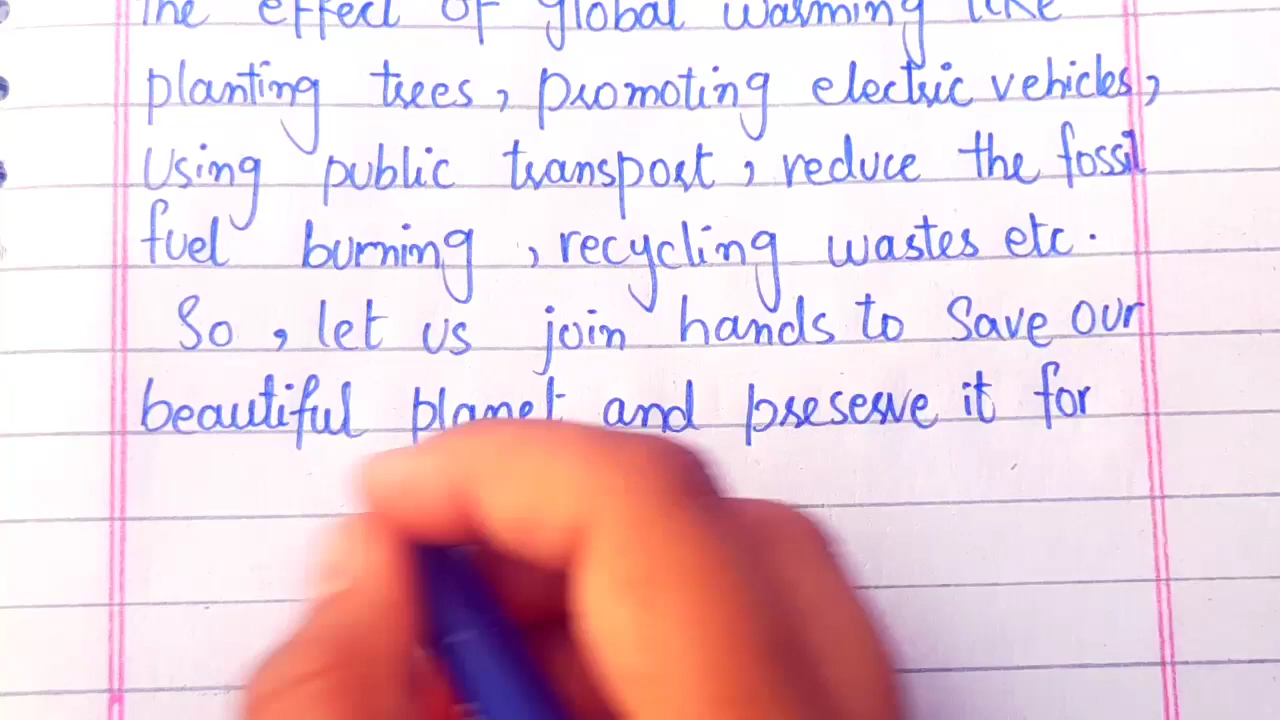 the effect of global warming like
planting trees, promoting electric vehicles,
Using public transport, reduce the fossil
fuel burning, recycling wastes etc.
So, let us join hands to save our
beautiful planet and preserve it for